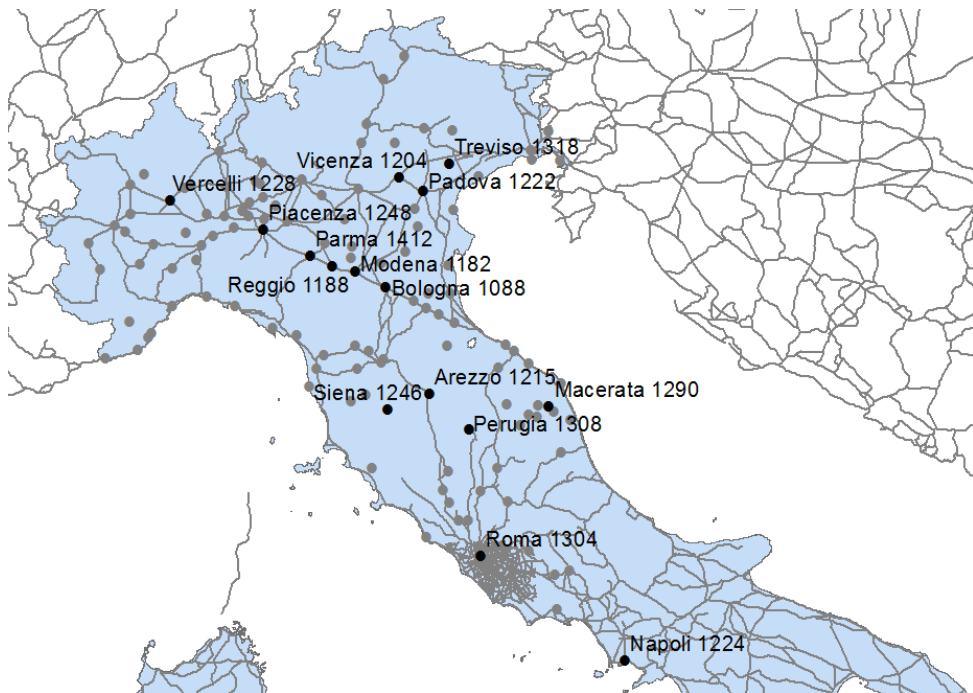 Treviso 1318
Vicenza 1204
Vercelli 1228
Padova 1222
Piacenza 1248
Parma 1412
Modena 1182
Reggio 1188
Bologna 1088
Arezzo 1215
Siena 1246
Macerata 1290
Perugia 1308
Roma 1304
Napoli 1224